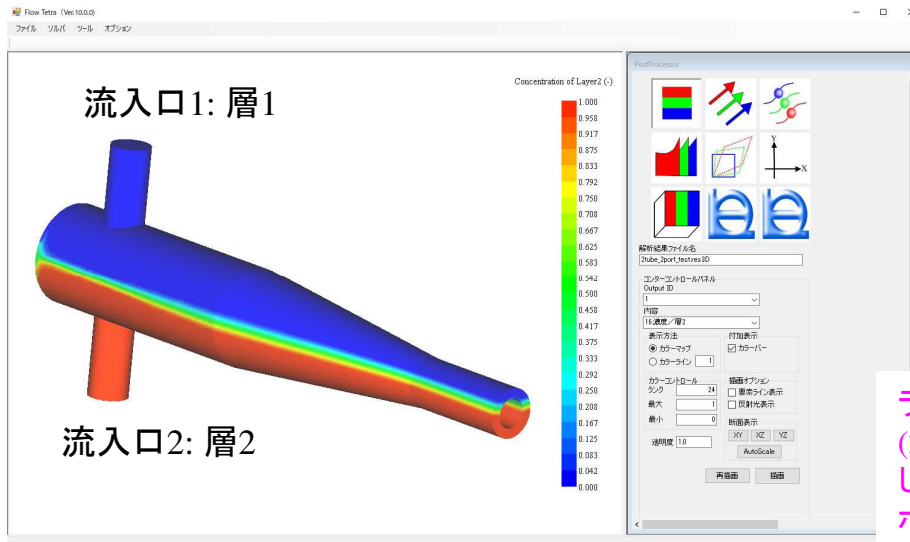 Flow Tetra (Ver.10.0.0)
ファイル ソルバ ツール オプション
PostProcessor
流入口1: 層1
Concentration of Layer2 (-)
1.000
0.958
0.917
0.875
0.833
0.792
0.750
0.708
0.667
0.625
0.583
0.542
0.500
0.458
0.417
0.375
0.333
0.292
0.250
0.208
0.167
0.125
0.083
0.042
0.000
流入口2: 層2
Y
X
解析結果ファイル名
2tube_2port_test.res3D
コンターコントロールパネル
Output ID
1
内容
16.濃度／層2
表示方法
カラーマップ
カラーライン 1
付加表示
カラーバー
カラーコントロール
ランク 24
最大 1
最小 0
描画オプション
要素ライン表示
反射光表示
断面表示
XY XZ YZ
AutoScale
透明度 1.0
再描画 描画